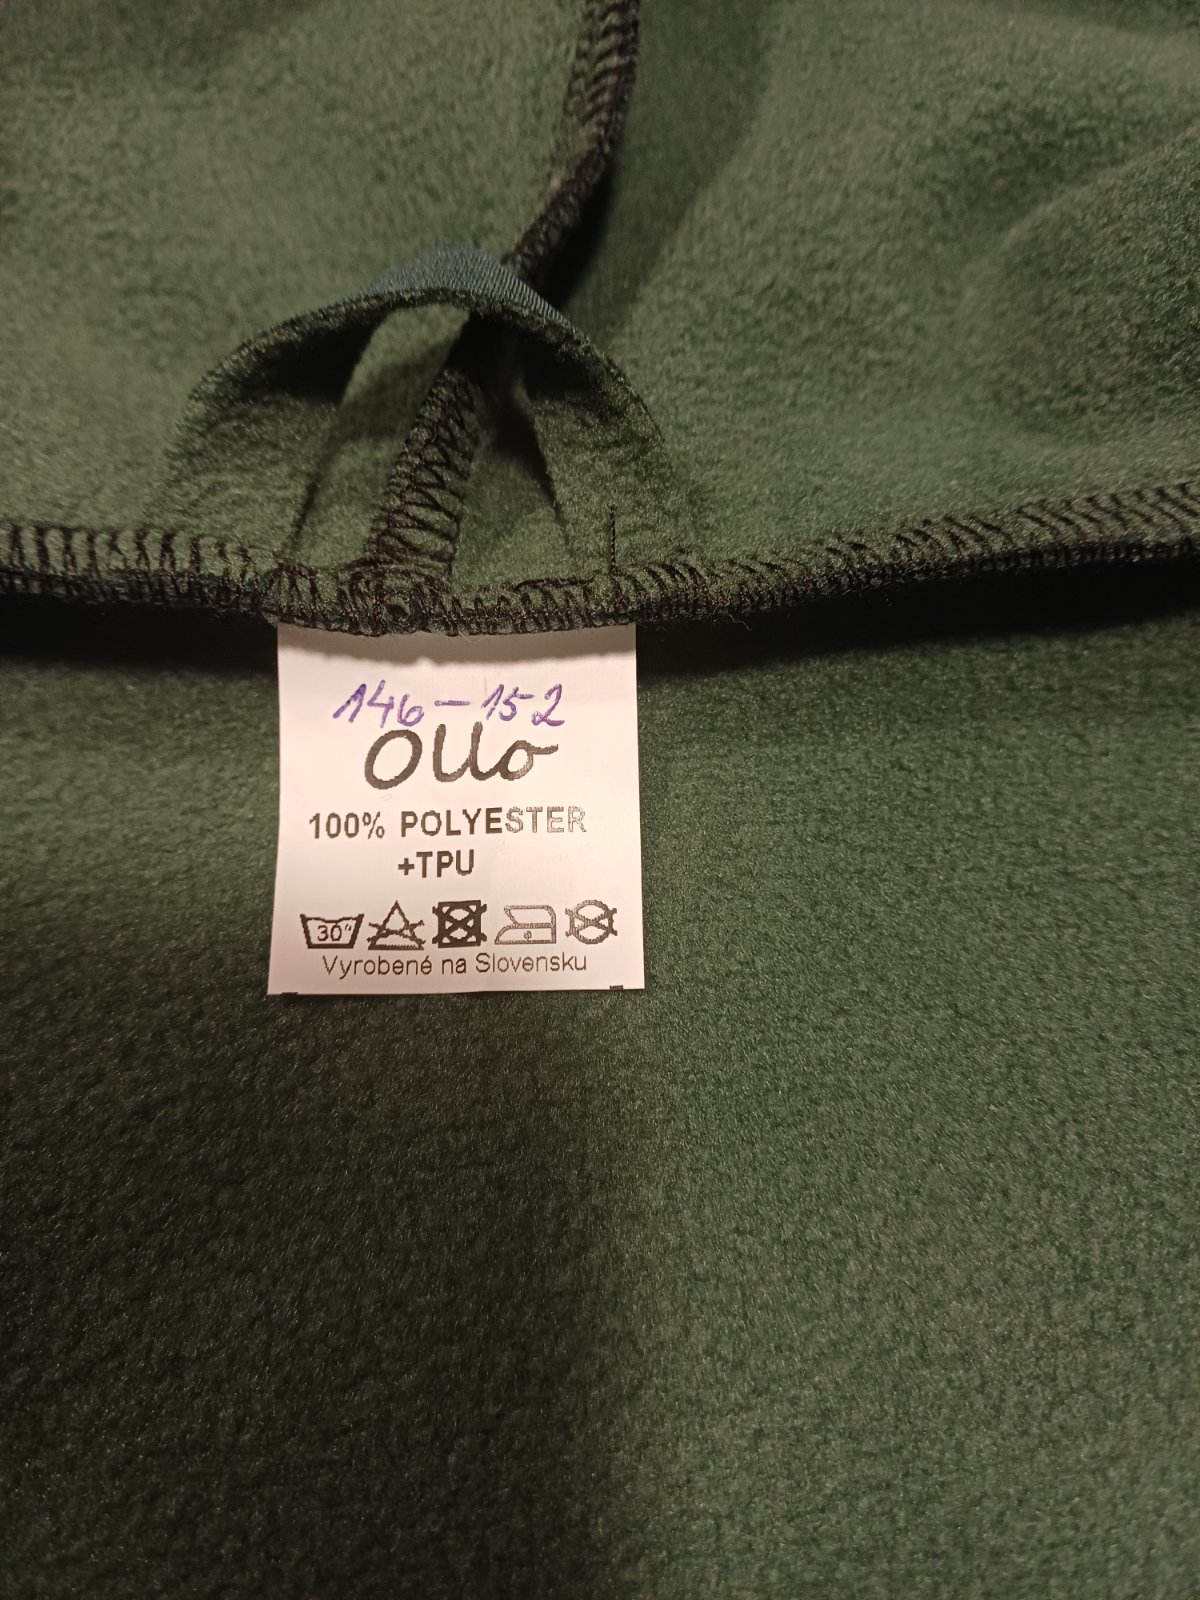 146-152
Ollo
100% POLYESTER
+TPU
30°
Vyrobené na Slovensku